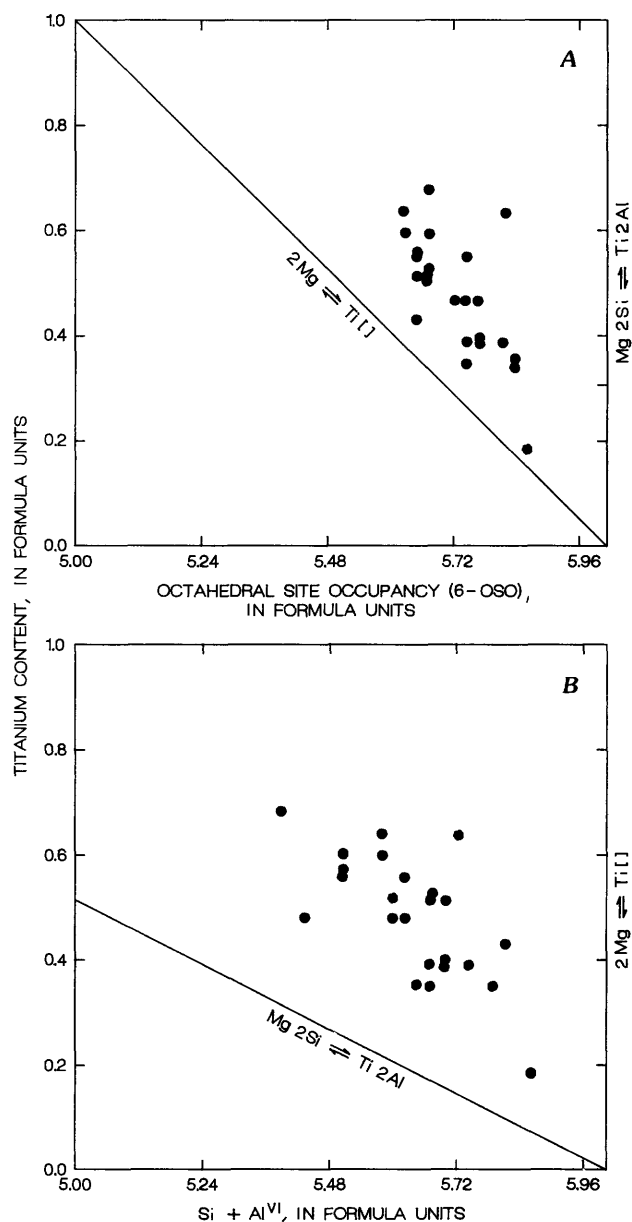 TITANIUM CONTENT, IN FORMULA UNITS
A
1.0
0.8
0.6
0.4
0.2
0.0
2Mg ⇌ Ti[]
Mg 2Si ⇌ Ti2Al
5.00 5.24 5.48 5.72 5.96
OCTAHEDRAL SITE OCCUPANCY (6-OSO),
IN FORMULA UNITS
B
1.0
0.8
0.6
0.4
0.2
0.0
Mg 2Si ⇌ Ti 2Al
2Mg ⇌ Ti[]
5.00 5.24 5.48 5.72 5.96
Si + Al^VI, IN FORMULA UNITS